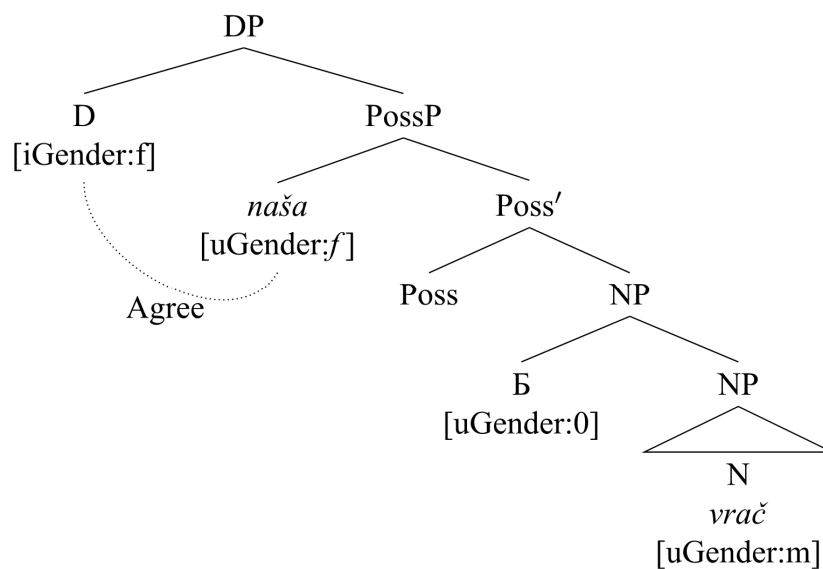 DP
D
PossP
[iGender:f]
naša
Poss′
[uGender:f]
Agree
Poss
NP
Б
NP
[uGender:0]
N
vrač
[uGender:m]